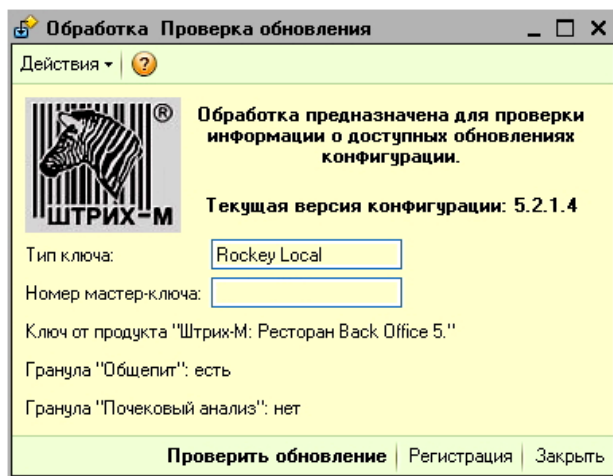 Обработка Проверка обновления
Действия
?
®
ШТРИХ-М
Обработка предназначена для проверки
информации о доступных обновлениях
конфигурации.
Текущая версия конфигурации: 5.2.1.4
Тип ключа: Rockey Local
Номер мастер-ключа:
Ключ от продукта "Штрих-М: Ресторан Back Office 5."
Гранула "Общепит": есть
Гранула "Почековый анализ": нет
Проверить обновление Регистрация Закрыть